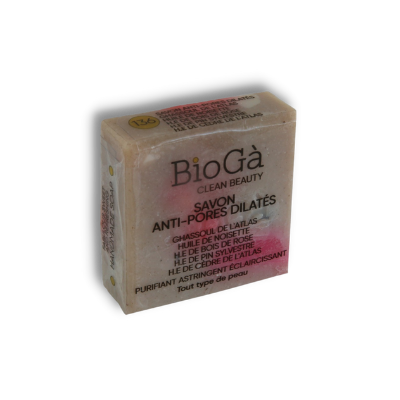 136
BioGà
CLEAN BEAUTY
SAVON
ANTI-PORES DILATÉS
GHASSOUL DE L'ATLAS
HUILE DE NOISETTE
H.E DE BOIS DE ROSE
H.E DE PIN SYLVESTRE
H.E DE CÈDRE DE L'ATLAS
PURIFIANT ASTRINGENT ÉCLAIRCISSANT
Tout type de peau